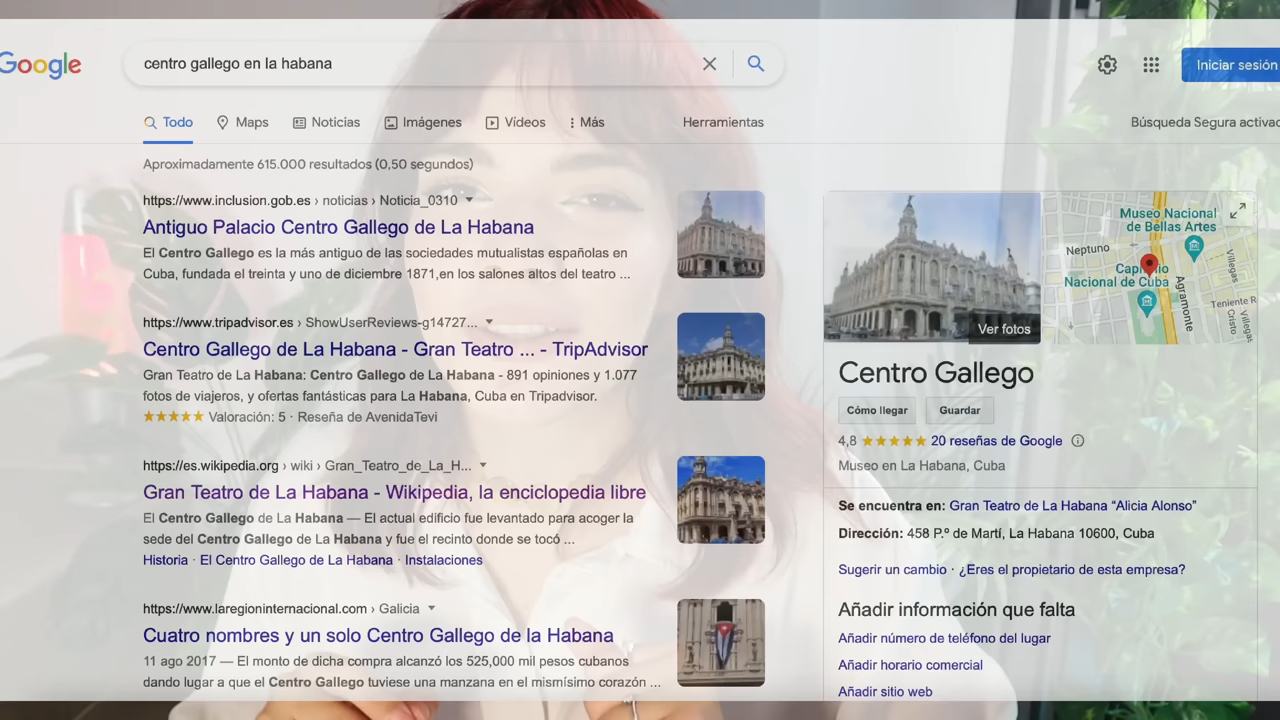 Google
centro gallego en la habana
Iniciar sesión
Todo
Maps
Noticias
Imágenes
Vídeos
Más
Herramientas
Búsqueda Segura
Aproximadamente 615.000 resultados (0,50 segundos)
https://www.inclusion.gob.es › noticias › Noticia_0310
Antiguo Palacio Centro Gallego de La Habana
El Centro Gallego es la más antiguo de las sociedades mutualistas españolas en
Cuba, fundada el treinta y uno de diciembre 1871,en los salones altos del teatro ...
https://www.tripadvisor.es › ShowUserReviews-g14727...
Centro Gallego de La Habana - Gran Teatro ... - TripAdvisor
Gran Teatro de La Habana: Centro Gallego de La Habana - 891 opiniones y 1.077
fotos de viajeros, y ofertas fantásticas para La Habana, Cuba en Tripadvisor.
Valoración: 5 · Reseña de AvenidaTevi
https://es.wikipedia.org › wiki › Gran_Teatro_de_La_H...
Gran Teatro de La Habana - Wikipedia, la enciclopedia libre
El Centro Gallego de La Habana — El actual edificio fue levantado para acoger la
sede del Centro Gallego de La Habana y fue el recinto donde se tocó ...
Historia · El Centro Gallego de La Habana · Instalaciones
https://www.laregioninternacional.com › Galicia
Cuatro nombres y un solo Centro Gallego de la Habana
11 ago 2017 — El monto de dicha compra alcanzó los 525,000 mil pesos cubanos
dando lugar a que el Centro Gallego tuviese una manzana en el mismísimo corazón ...
Ver fotos
Museo Nacional
de Bellas Artes
Neptuno
Nacional de Cuba
Agramonte
Villegas
Teniente R
Cristo
Centro Gallego
Cómo llegar
Guardar
4,8
20 reseñas de Google
Museo en La Habana, Cuba
Se encuentra en: Gran Teatro de La Habana “Alicia Alonso”
Dirección: 458 P.º de Martí, La Habana 10600, Cuba
Sugerir un cambio · ¿Eres el propietario de esta empresa?
Añadir información que falta
Añadir número de teléfono del lugar
Añadir horario comercial
Añadir sitio web